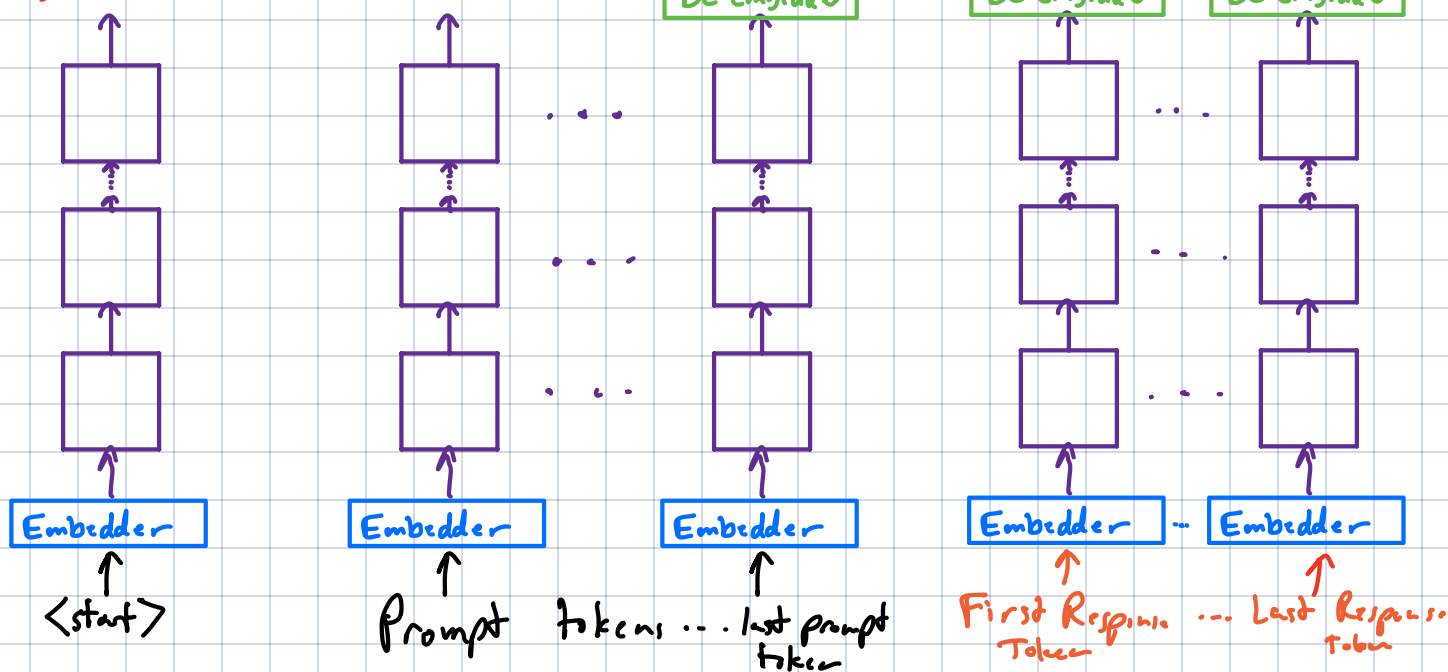 Embedder Embedder Embedder Embedder ... Embedder
<start> Prompt tokens ... last prompt token
First Response Token ... Last Response Token